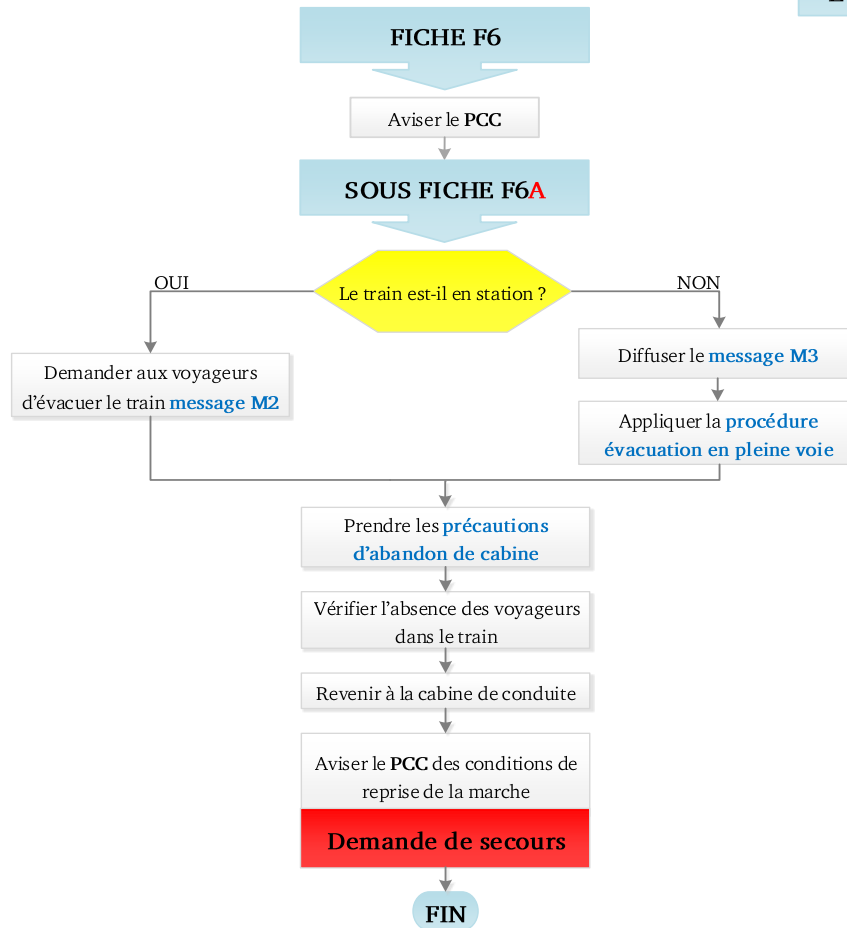 FICHE F6
Aviser le PCC
SOUS FICHE F6A
Le train est-il en station ?
OUI
NON
Demander aux voyageurs
d’évacuer le train message M2
Diffuser le message M3
Appliquer la procédure
évacuation en pleine voie
Prendre les précautions
d’abandon de cabine
Vérifier l’absence des voyageurs
dans le train
Revenir à la cabine de conduite
Aviser le PCC des conditions de
reprise de la marche
Demande de secours
FIN